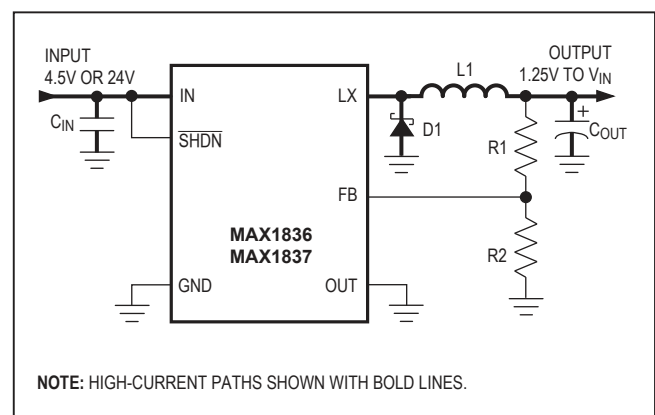 INPUT
4.5V OR 24V
OUTPUT
1.25V TO VIN
L1
IN
LX
CIN
SHDN
D1
R1
COUT
+
FB
MAX1836
MAX1837
R2
GND
OUT
NOTE: HIGH-CURRENT PATHS SHOWN WITH BOLD LINES.